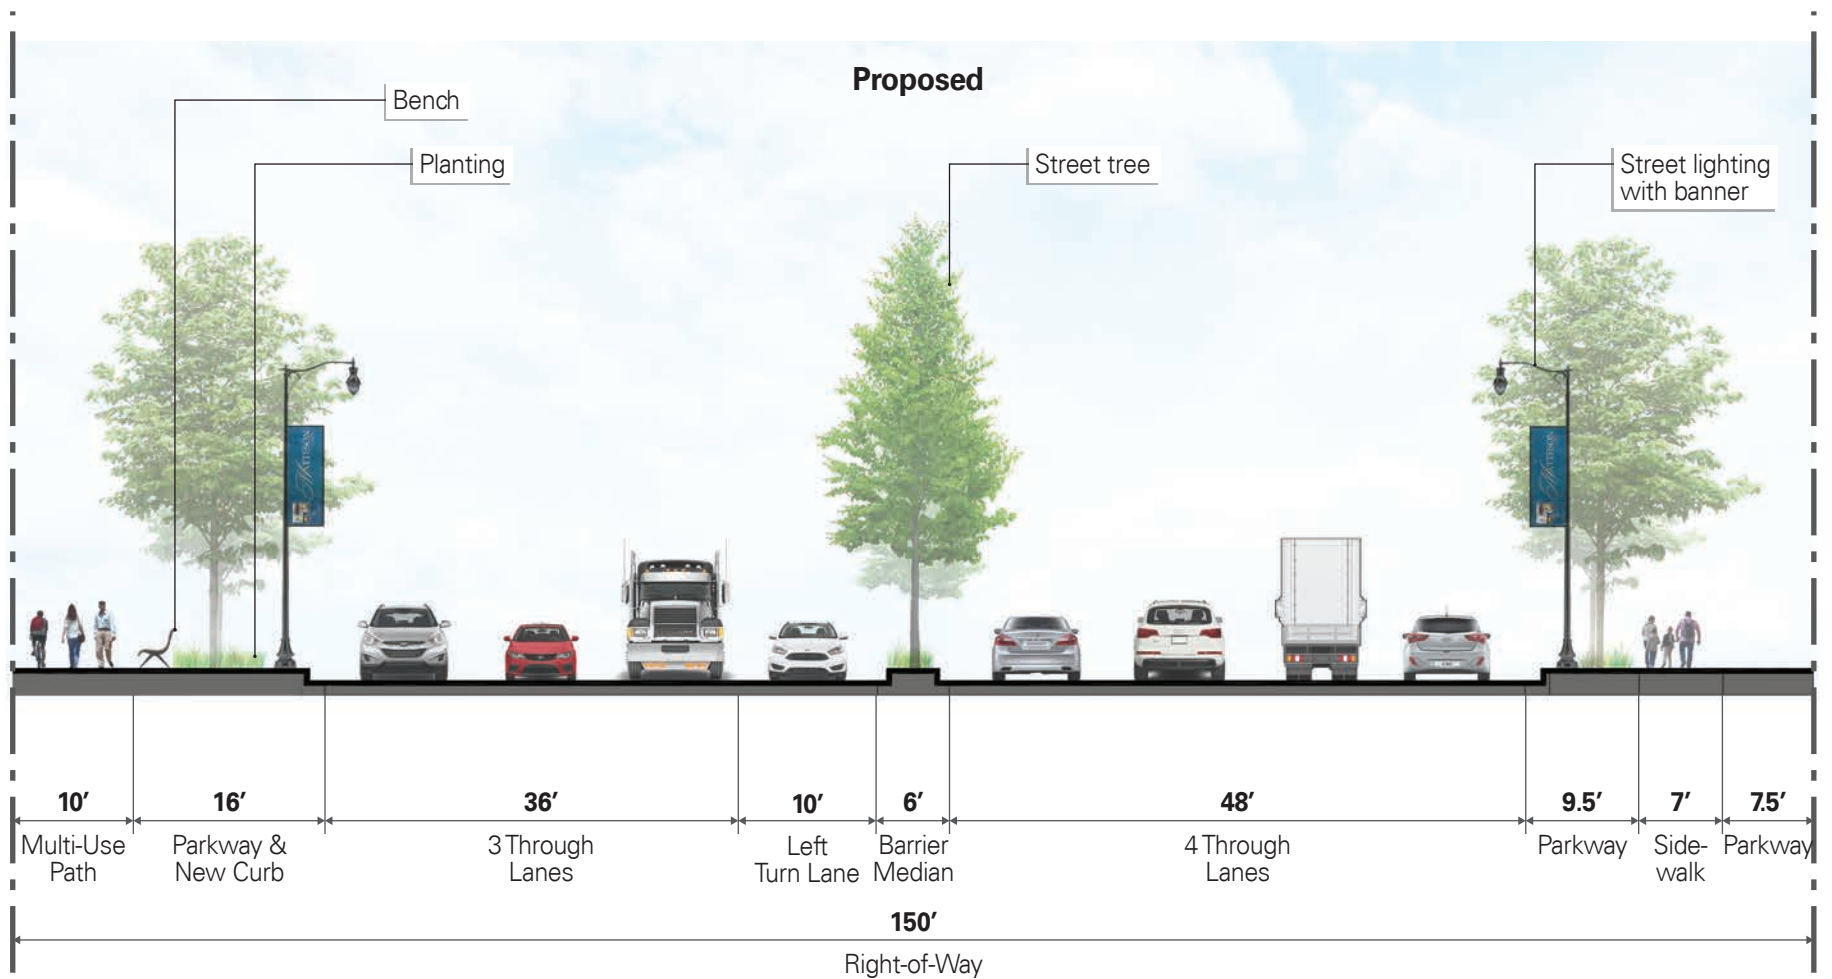 Proposed
Bench
Planting
Street tree
Street lighting
with banner
MATTESON
MATTESON
10’
16’
36’
10’
6’
48’
9.5’
7’
7.5’
Multi-Use
Path
Parkway &
New Curb
3 Through
Lanes
Left
Turn Lane
Barrier
Median
4 Through
Lanes
Parkway
Side-
walk
Parkway
150’
Right-of-Way